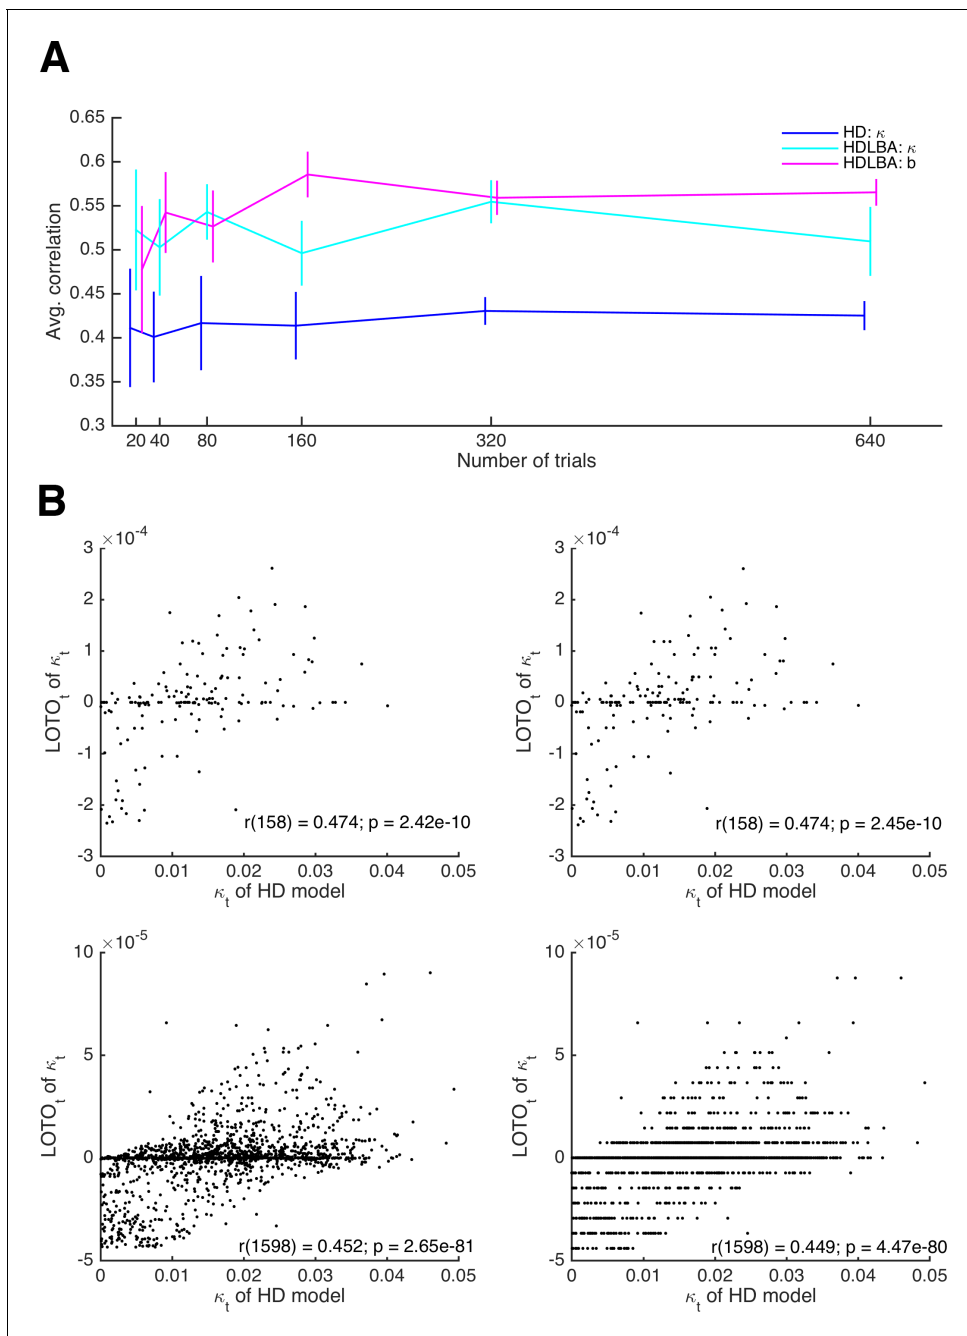 A
0.65
0.6
0.55
0.5
0.45
0.4
0.35
0.3
Avg. correlation
HD: κ
HDLBA: κ
HDLBA: b
20 40 80 160 320 640
Number of trials
B
×10-4
3
2
1
0
-1
-2
-3
LOTOt of κt
r(158) = 0.474; p = 2.42e-10
0 0.01 0.02 0.03 0.04 0.05
κt of HD model
×10-4
3
2
1
0
-1
-2
-3
LOTOt of κt
r(158) = 0.474; p = 2.45e-10
0 0.01 0.02 0.03 0.04 0.05
κt of HD model
×10-5
10
5
0
-5
LOTOt of κt
r(1598) = 0.452; p = 2.65e-81
0 0.01 0.02 0.03 0.04 0.05
κt of HD model
×10-5
10
5
0
-5
LOTOt of κt
r(1598) = 0.449; p = 4.47e-80
0 0.01 0.02 0.03 0.04 0.05
κt of HD model